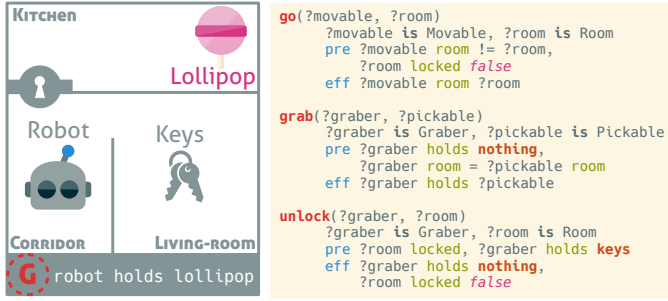 KITCHEN
Lollipop
Robot
Keys
CORRIDOR
LIVING-ROOM
G robot holds lollipop
go(?movable, ?room)
?movable is Movable, ?room is Room
pre ?movable room != ?room,
?room locked false
eff ?movable room ?room
grab(?graber, ?pickable)
?graber is Graber, ?pickable is Pickable
pre ?graber holds nothing,
?graber room = ?pickable room
eff ?graber holds ?pickable
unlock(?graber, ?room)
?graber is Graber, ?room is Room
pre ?room locked, ?graber holds keys
eff ?graber holds nothing,
?room locked false